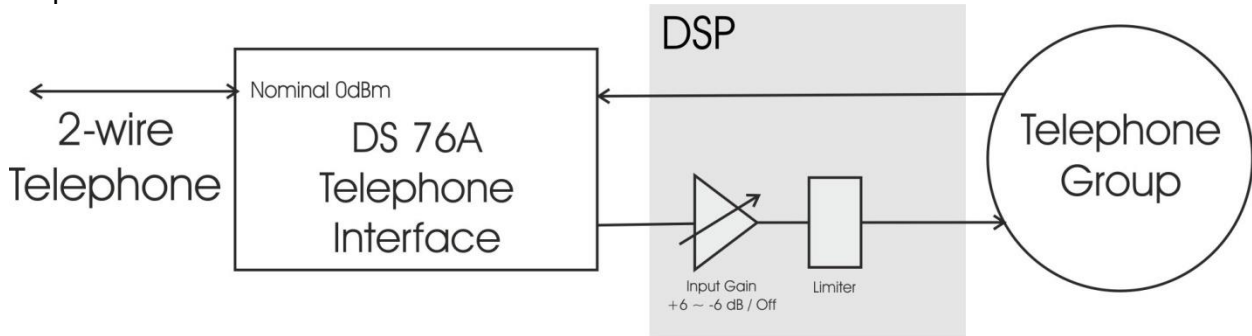 DSP
Nominal 0dBm
2-wire
Telephone
DS 76A
Telephone
Interface
Input Gain
+6 ~ -6 dB / Off
Limiter
Telephone
Group